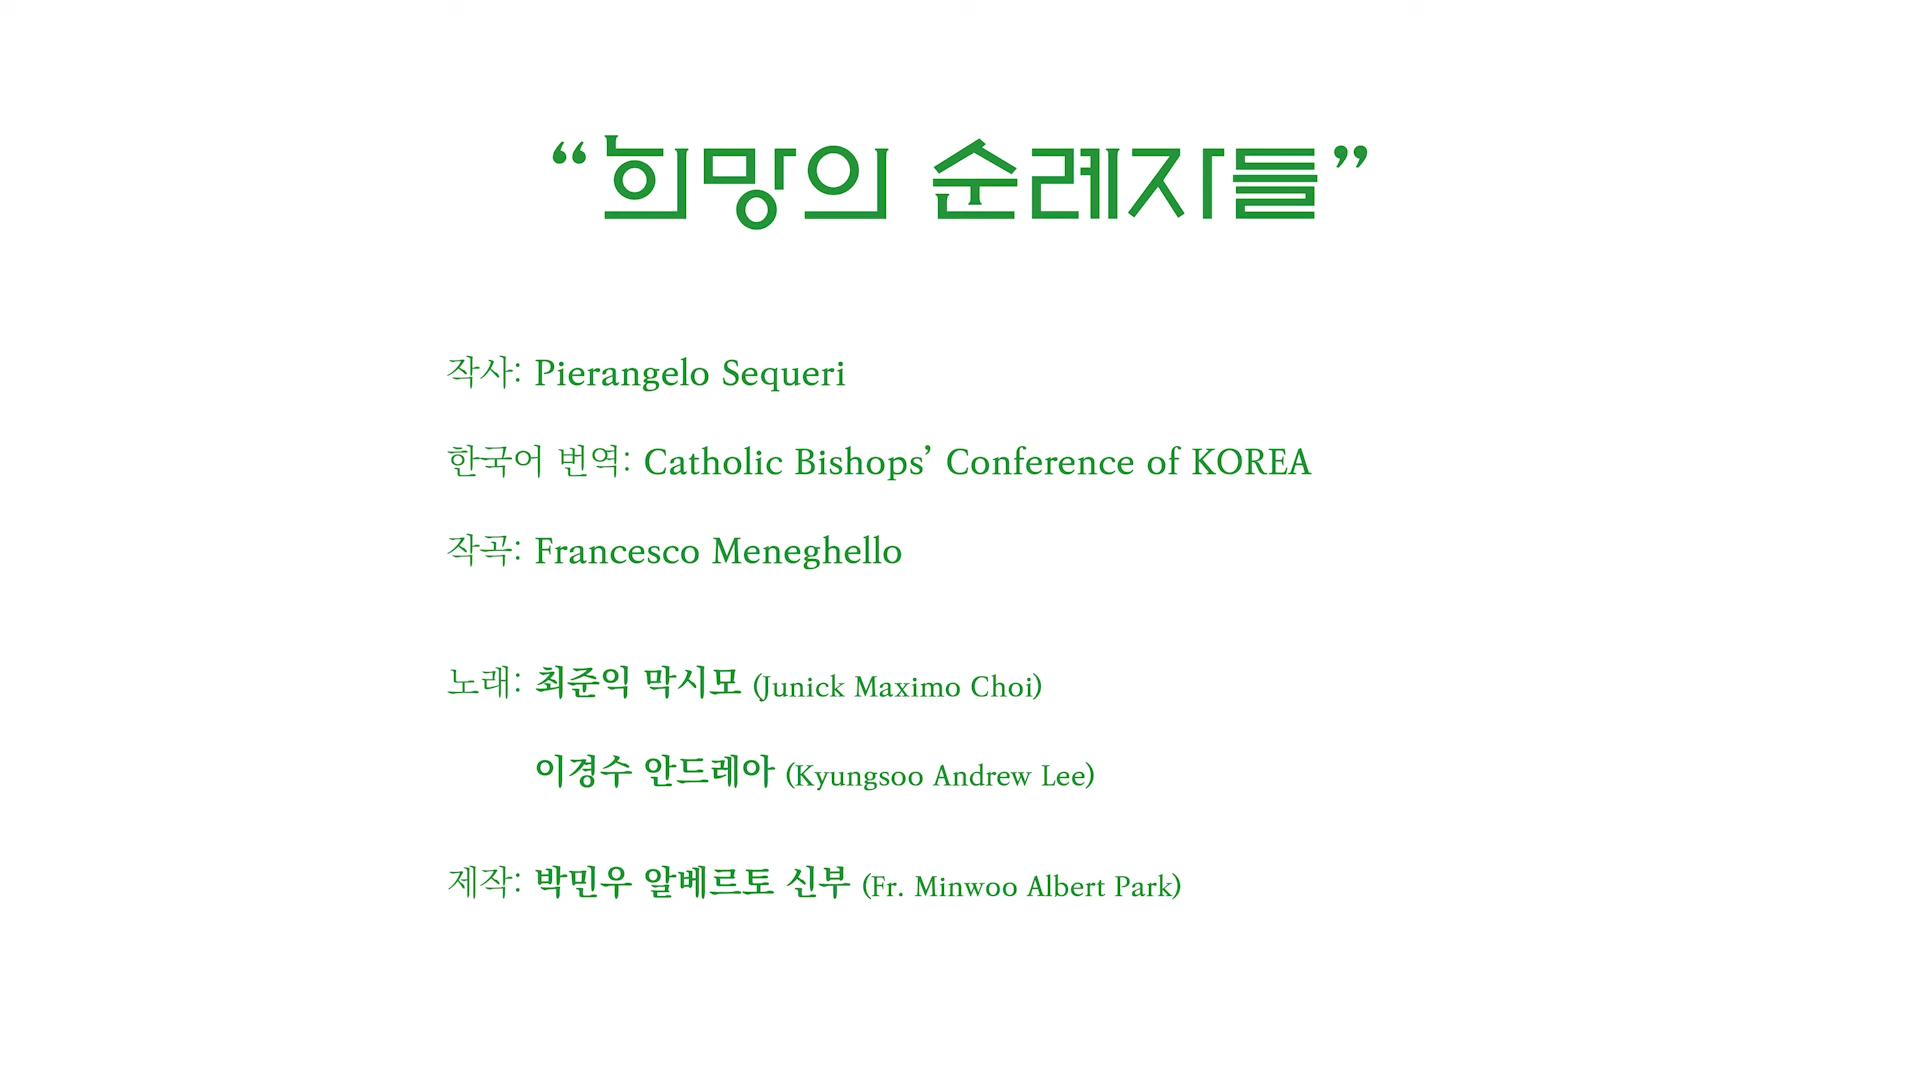 “희망의 순례자들”
작사: Pierangelo Sequeri
한국어 번역: Catholic Bishops’ Conference of KOREA
작곡: Francesco Meneghello
노래: 최준익 막시모 (Junick Maximo Choi)
이경수 안드레아 (Kyungsoo Andrew Lee)
제작: 박민우 알베르토 신부 (Fr. Minwoo Albert Park)